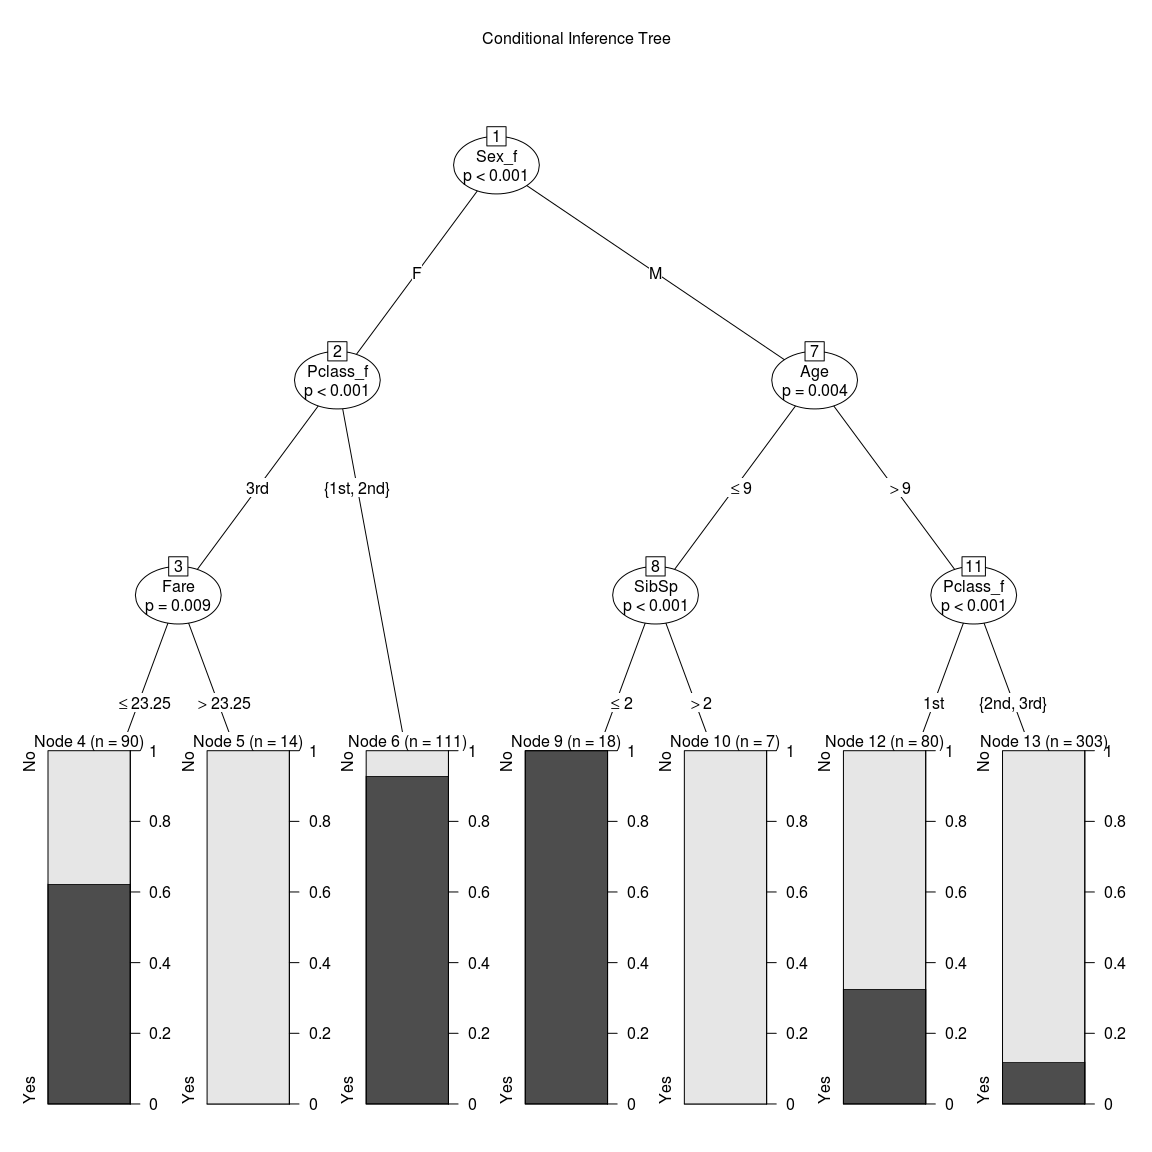 Conditional Inference Tree
1
Sex_f
p < 0.001
F
M
2
Pclass_f
p < 0.001
7
Age
p = 0.004
3rd
{1st, 2nd}
≤ 9
> 9
3
Fare
p = 0.009
8
SibSp
p < 0.001
11
Pclass_f
p < 0.001
≤ 23.25
> 23.25
≤ 2
> 2
1st
{2nd, 3rd}
Node 4 (n = 90)
No
Yes
1
0.8
0.6
0.4
0.2
0
Node 5 (n = 14)
No
Yes
1
0.8
0.6
0.4
0.2
0
Node 6 (n = 111)
No
Yes
1
0.8
0.6
0.4
0.2
0
Node 9 (n = 18)
No
Yes
1
0.8
0.6
0.4
0.2
0
Node 10 (n = 7)
No
Yes
1
0.8
0.6
0.4
0.2
0
Node 12 (n = 80)
No
Yes
1
0.8
0.6
0.4
0.2
0
Node 13 (n = 303)
No
Yes
1
0.8
0.6
0.4
0.2
0